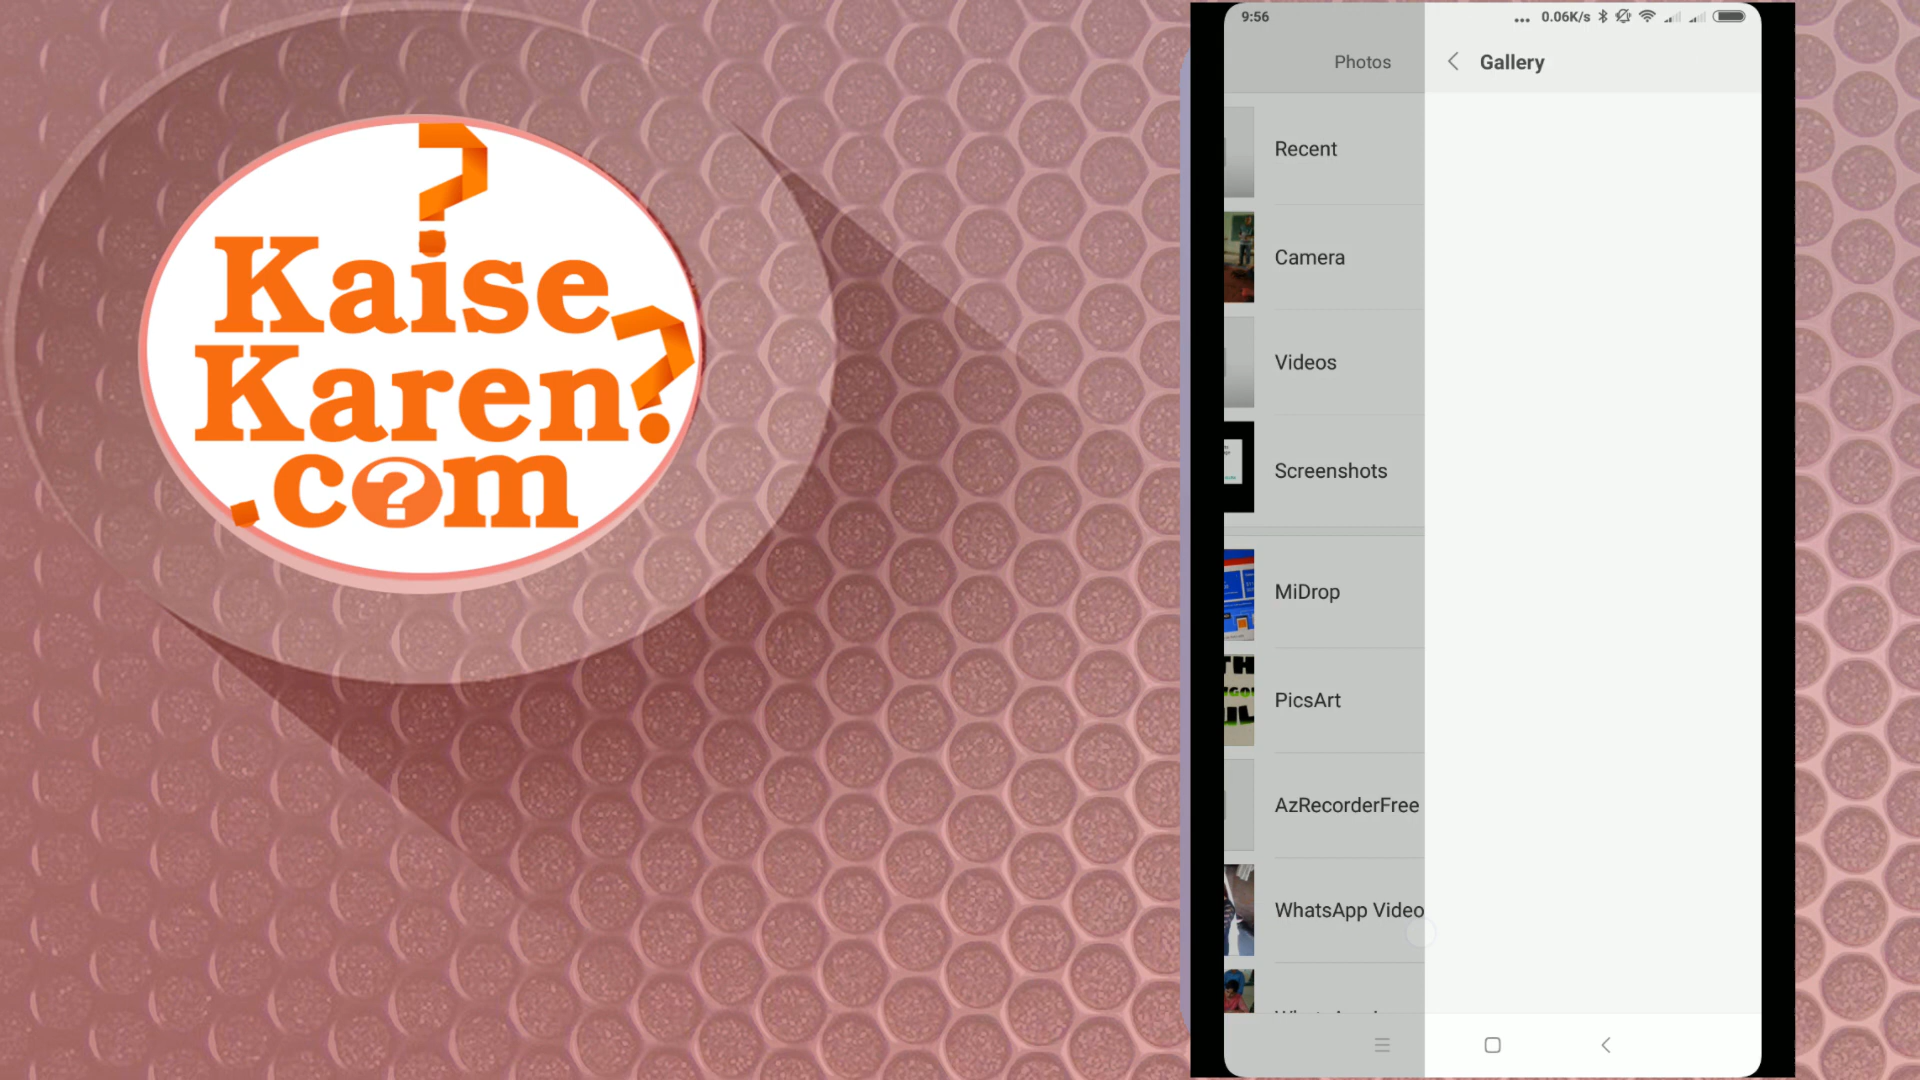 Kaise
Karen?
.com
9:56
... 0.06K/s
Photos
Gallery
Recent
Camera
Videos
Screenshots
MiDrop
PicsArt
AzRecorderFree
WhatsApp Video